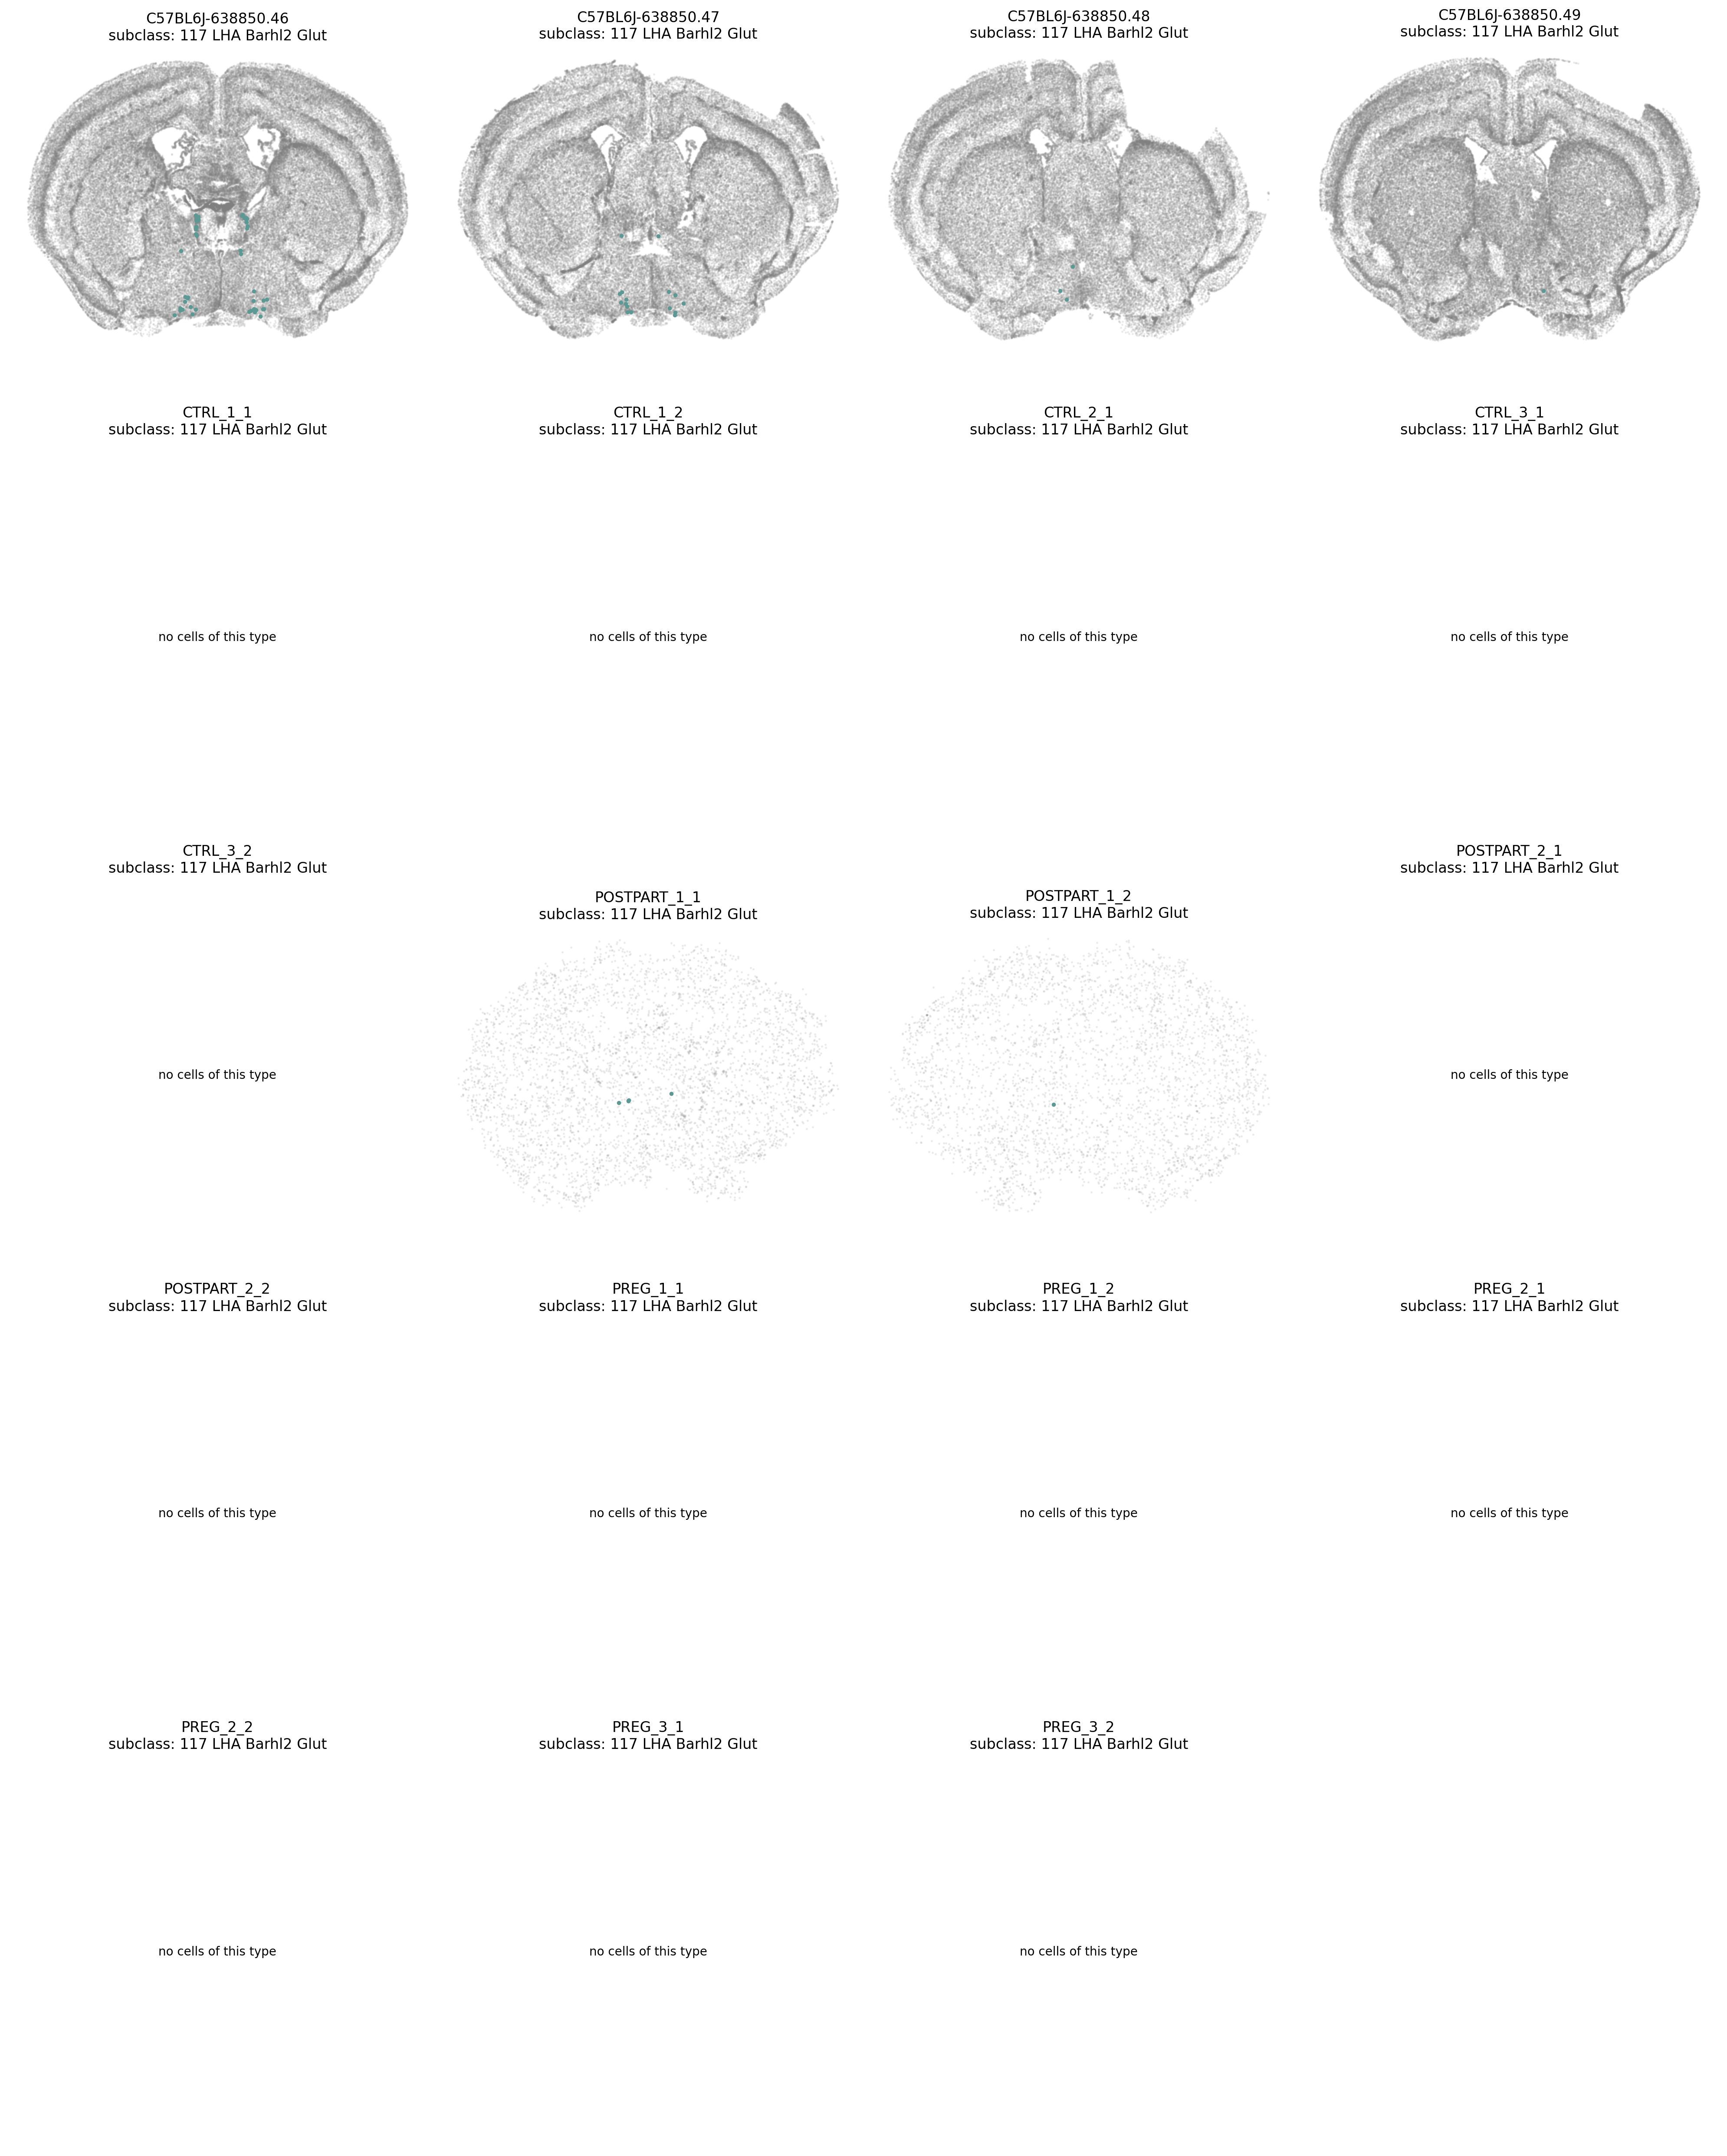 C57BL6J-638850.46
subclass: 117 LHA Barhl2 Glut
C57BL6J-638850.47
subclass: 117 LHA Barhl2 Glut
C57BL6J-638850.48
subclass: 117 LHA Barhl2 Glut
C57BL6J-638850.49
subclass: 117 LHA Barhl2 Glut
CTRL_1_1
subclass: 117 LHA Barhl2 Glut
no cells of this type
CTRL_1_2
subclass: 117 LHA Barhl2 Glut
no cells of this type
CTRL_2_1
subclass: 117 LHA Barhl2 Glut
no cells of this type
CTRL_3_1
subclass: 117 LHA Barhl2 Glut
no cells of this type
CTRL_3_2
subclass: 117 LHA Barhl2 Glut
no cells of this type
POSTPART_1_1
subclass: 117 LHA Barhl2 Glut
POSTPART_1_2
subclass: 117 LHA Barhl2 Glut
POSTPART_2_1
subclass: 117 LHA Barhl2 Glut
no cells of this type
POSTPART_2_2
subclass: 117 LHA Barhl2 Glut
no cells of this type
PREG_1_1
subclass: 117 LHA Barhl2 Glut
no cells of this type
PREG_1_2
subclass: 117 LHA Barhl2 Glut
no cells of this type
PREG_2_1
subclass: 117 LHA Barhl2 Glut
no cells of this type
PREG_2_2
subclass: 117 LHA Barhl2 Glut
no cells of this type
PREG_3_1
subclass: 117 LHA Barhl2 Glut
no cells of this type
PREG_3_2
subclass: 117 LHA Barhl2 Glut
no cells of this type